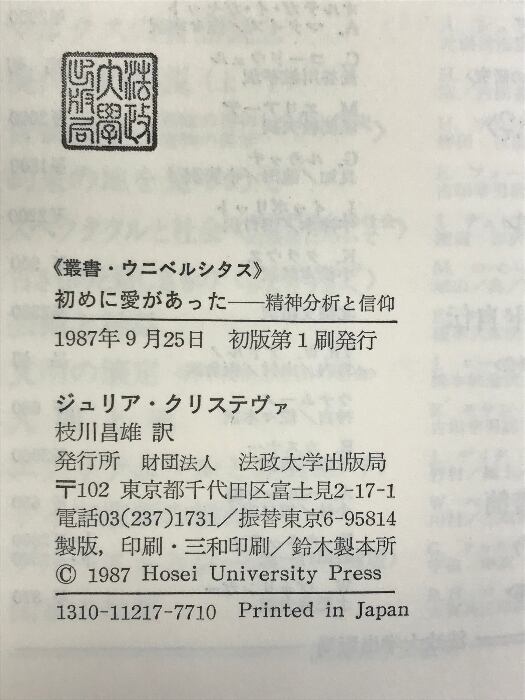 法政
大學
出版局
《叢書・ウニベルシタス》
初めに愛があった――精神分析と信仰
1987年9月25日 初版第1刷発行
ジュリア・クリステヴァ
枝川昌雄 訳
発行所 財団法人 法政大学出版局
〒102 東京都千代田区富士見2-17-1
電話03(237)1731／振替東京6-95814
製版，印刷・三和印刷／鈴木製本所
© 1987 Hosei University Press
1310-11217-7710 Printed in Japan